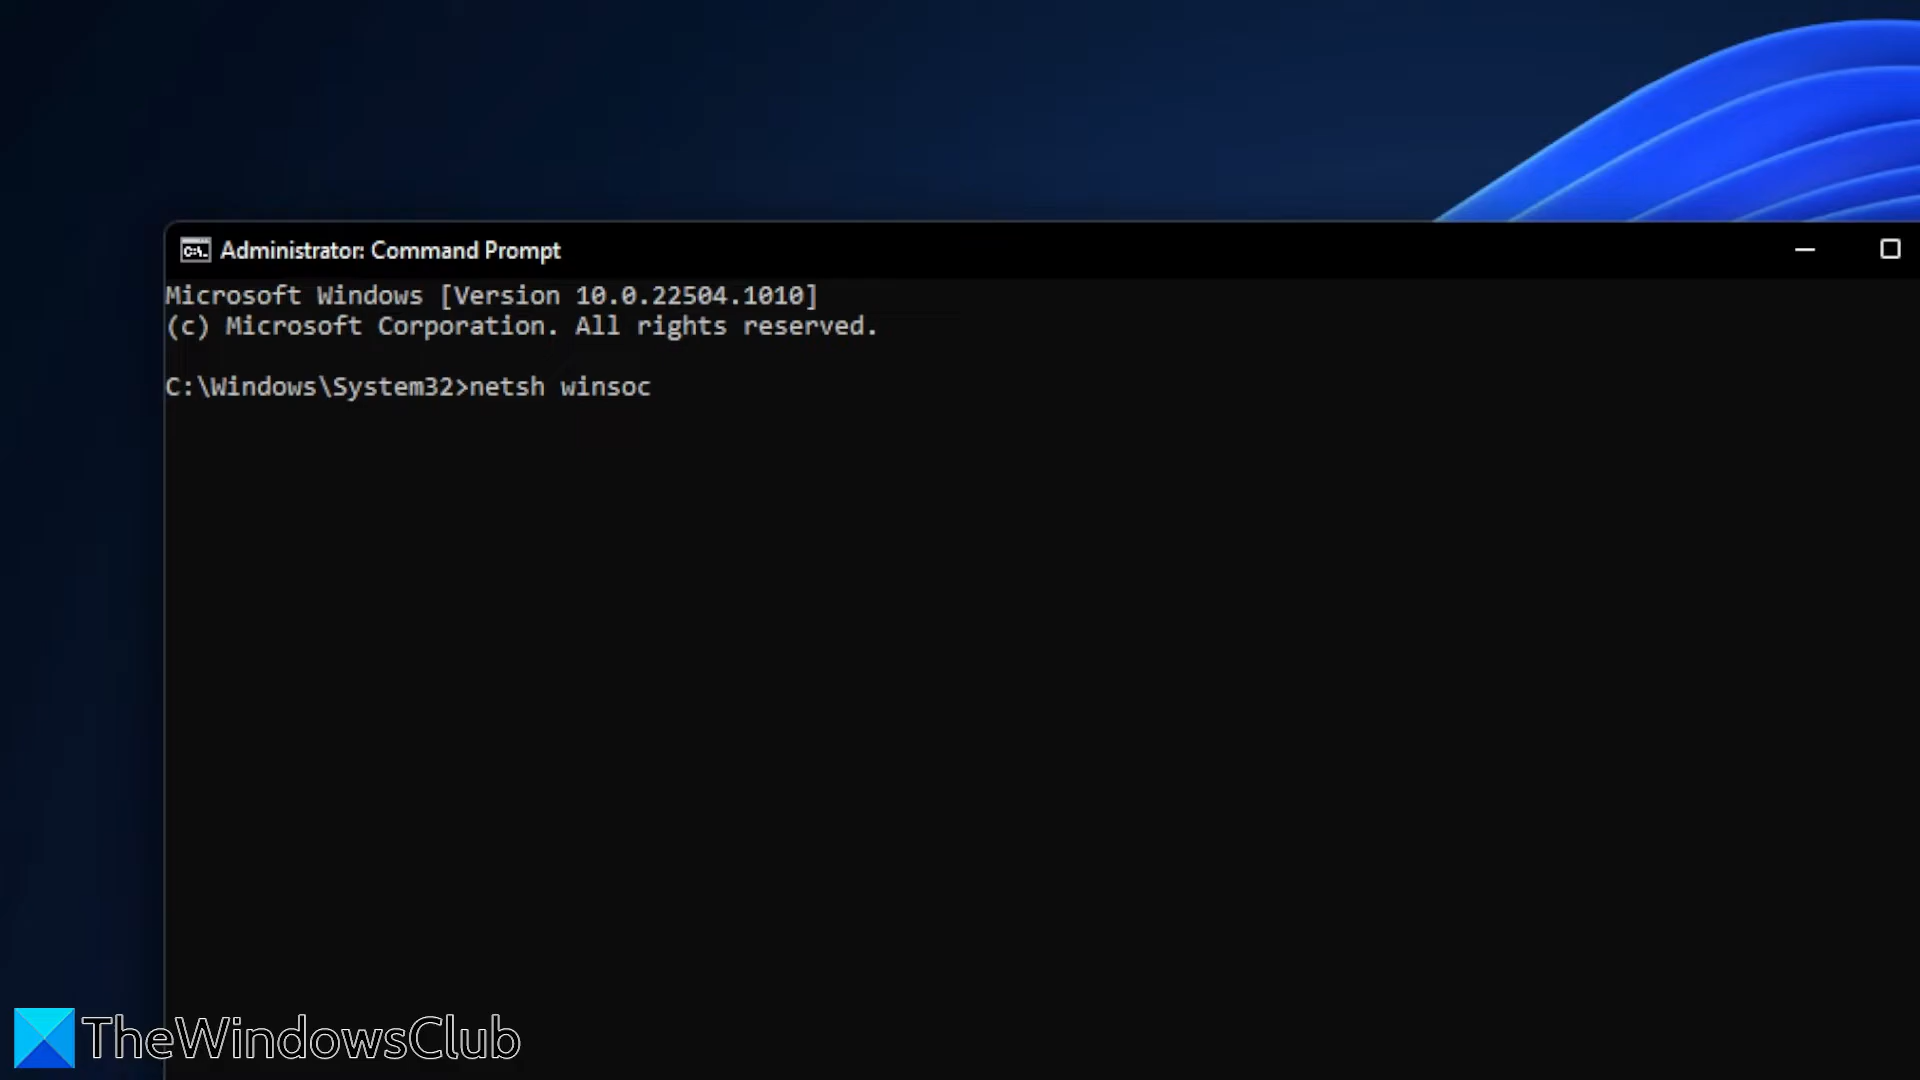 Administrator: Command Prompt
Microsoft Windows [Version 10.0.22504.1010]
(c) Microsoft Corporation. All rights reserved.
C:\Windows\System32>netsh winsoc
TheWindowsClub